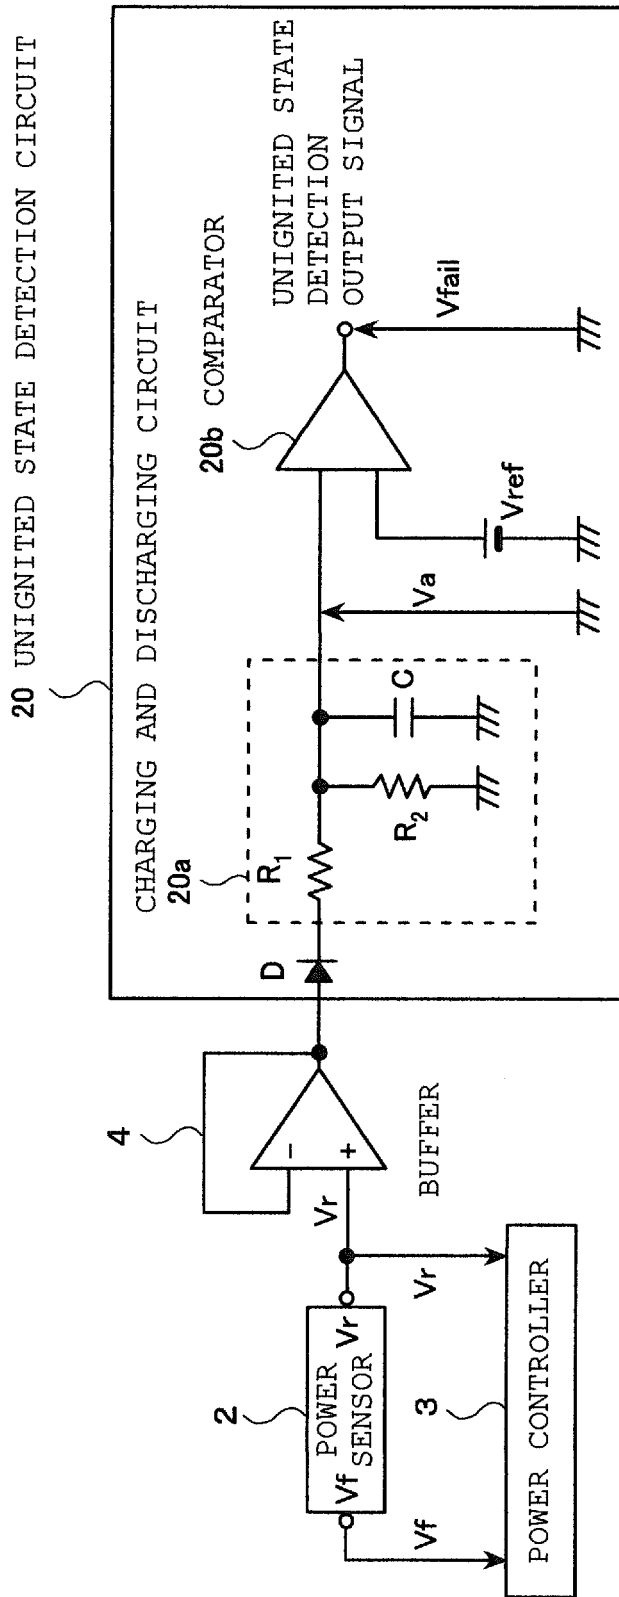 20 UNIGNITED STATE DETECTION CIRCUIT
CHARGING AND DISCHARGING CIRCUIT
20a
20b COMPARATOR
UNIGNITED STATE
DETECTION
OUTPUT SIGNAL
D
R1
R2
C
Va
Vref
Vfail
4
-
+
BUFFER
Vr
2
Vf
Vr
POWER
SENSOR
Vf
Vr
3
POWER CONTROLLER